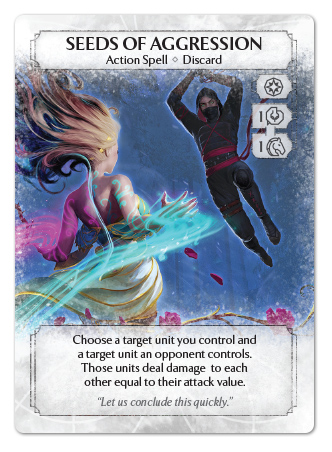 SEEDS OF AGGRESSION
Action Spell ◇ Discard
1
1
Choose a target unit you control and
a target unit an opponent controls.
Those units deal damage to each
other equal to their attack value.
“Let us conclude this quickly.”